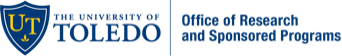 UT
THE UNIVERSITY OF
TOLEDO
Office of Research
and Sponsored Programs